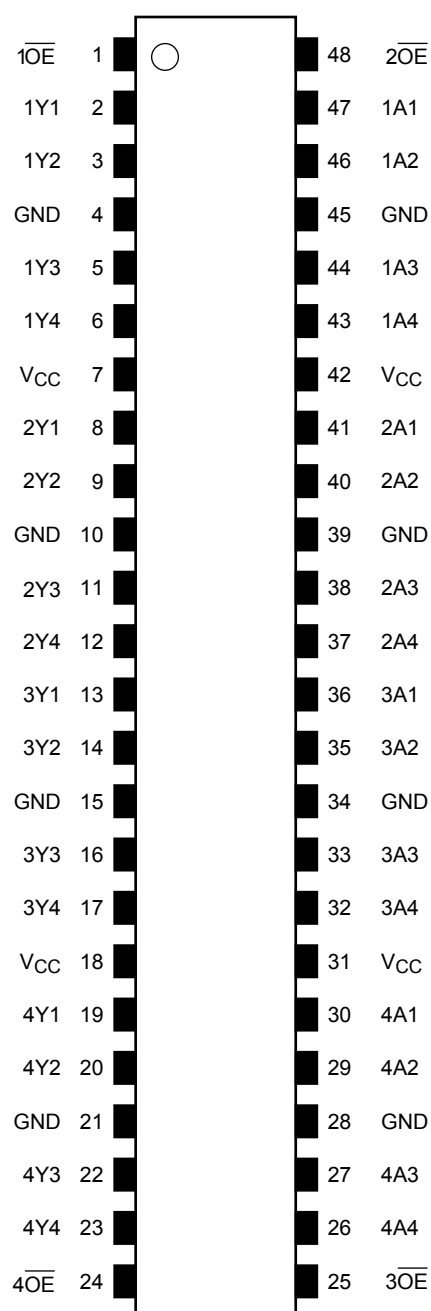 1O̅E̅ 1 48 2O̅E̅
1Y1 2 47 1A1
1Y2 3 46 1A2
GND 4 45 GND
1Y3 5 44 1A3
1Y4 6 43 1A4
VCC 7 42 VCC
2Y1 8 41 2A1
2Y2 9 40 2A2
GND 10 39 GND
2Y3 11 38 2A3
2Y4 12 37 2A4
3Y1 13 36 3A1
3Y2 14 35 3A2
GND 15 34 GND
3Y3 16 33 3A3
3Y4 17 32 3A4
VCC 18 31 VCC
4Y1 19 30 4A1
4Y2 20 29 4A2
GND 21 28 GND
4Y3 22 27 4A3
4Y4 23 26 4A4
4O̅E̅ 24 25 3O̅E̅